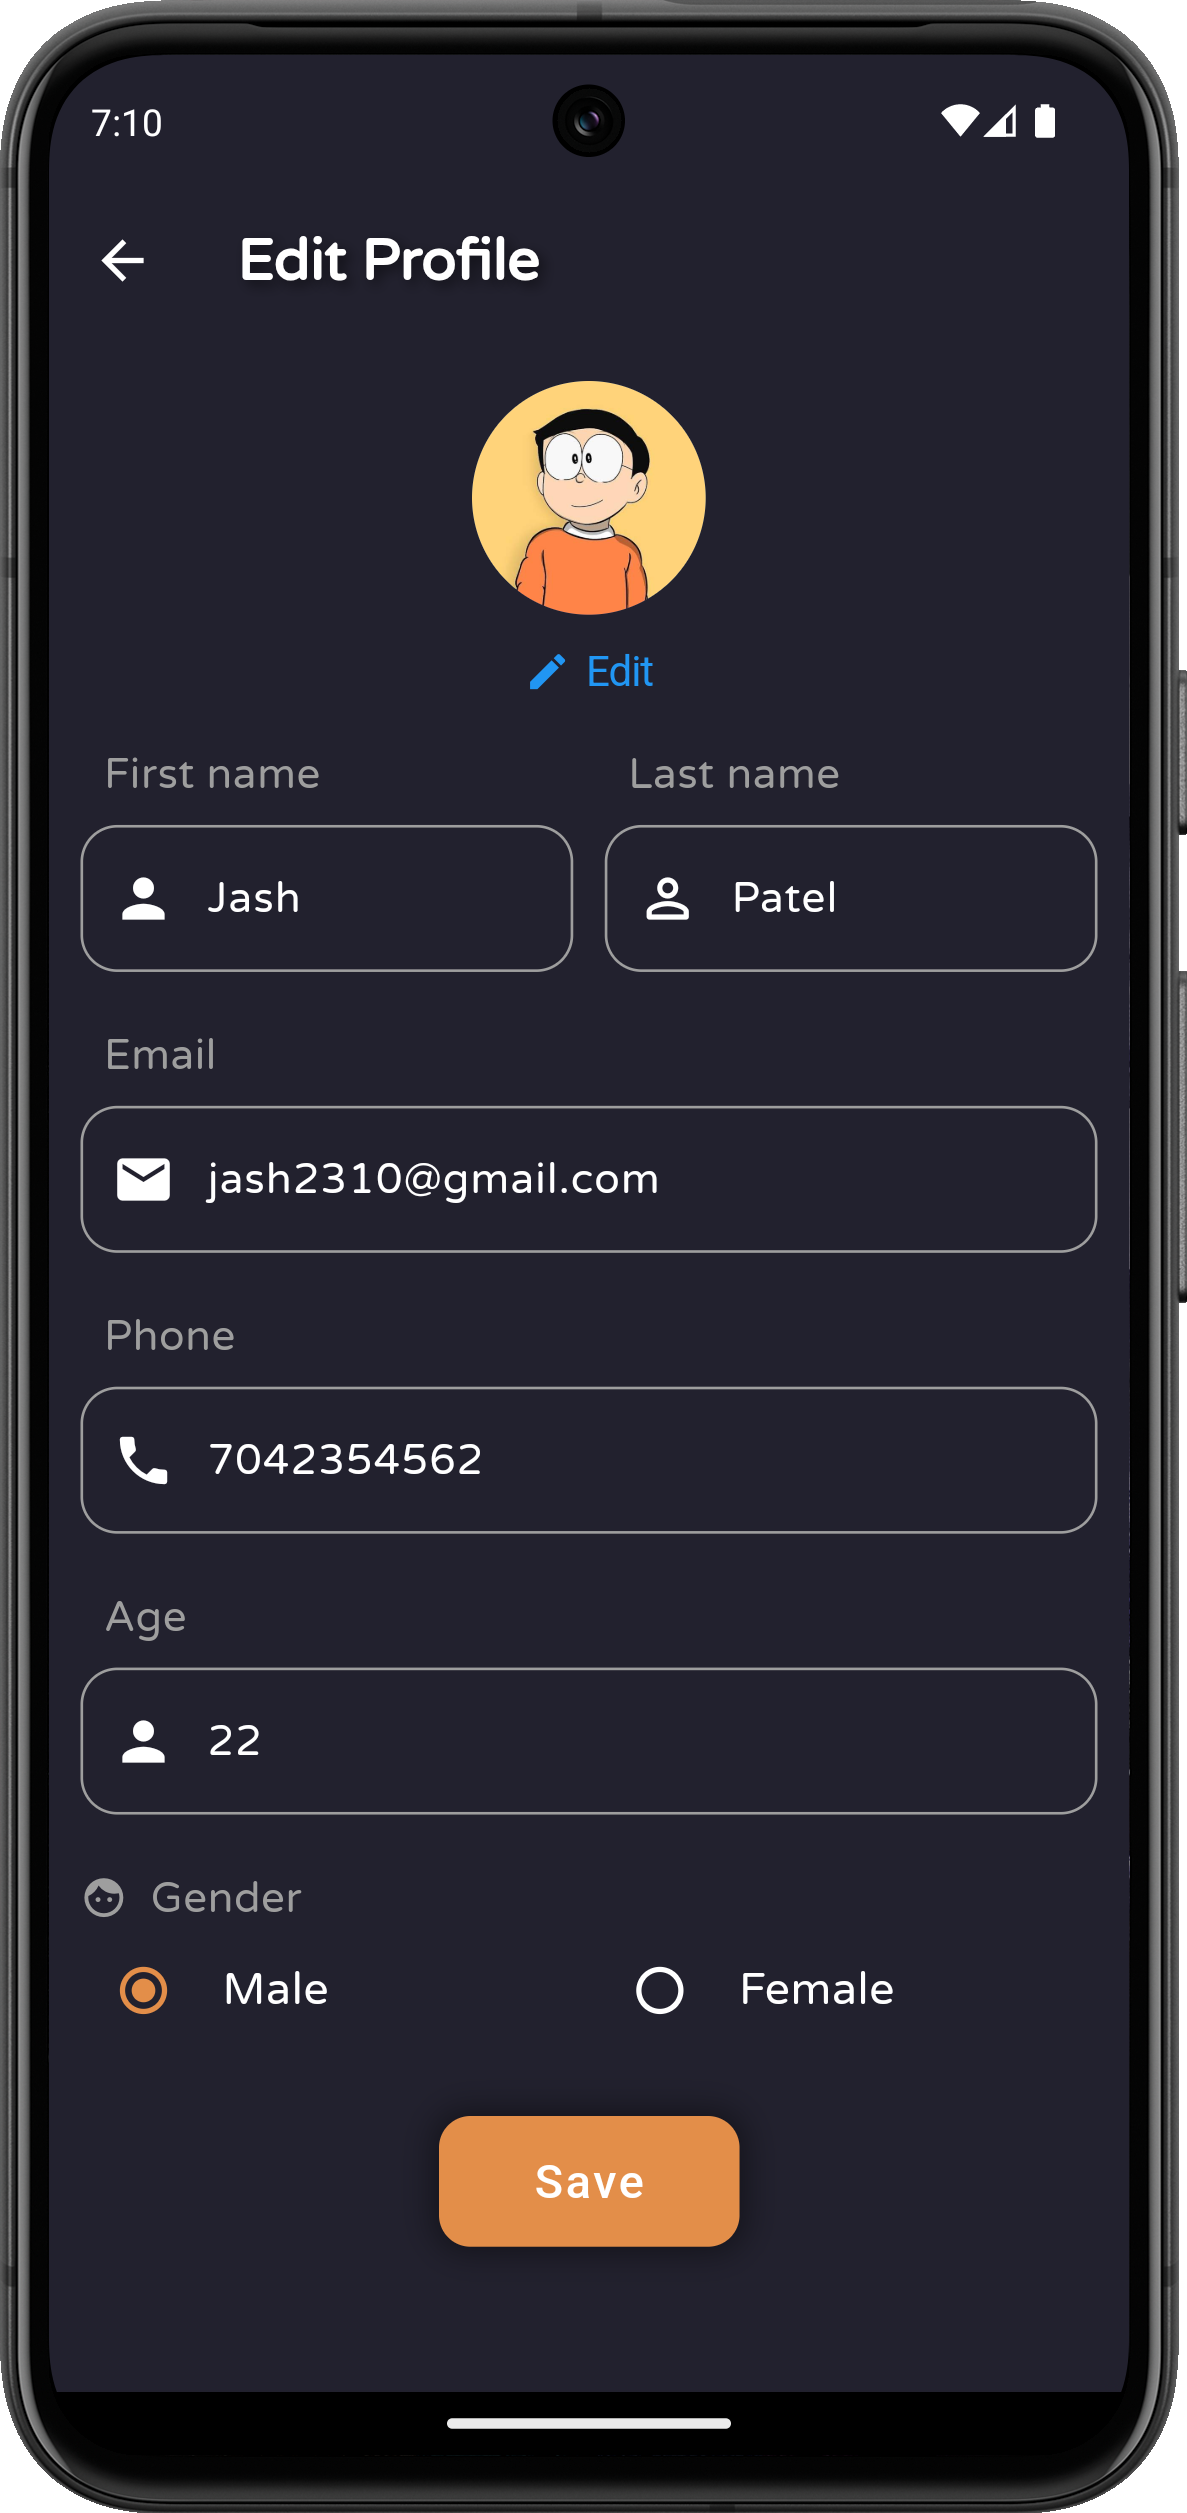 7:10
Edit Profile
Edit
First name Last name
Jash Patel
Email
jash2310@gmail.com
Phone
7042354562
Age
22
Gender
Male Female
Save